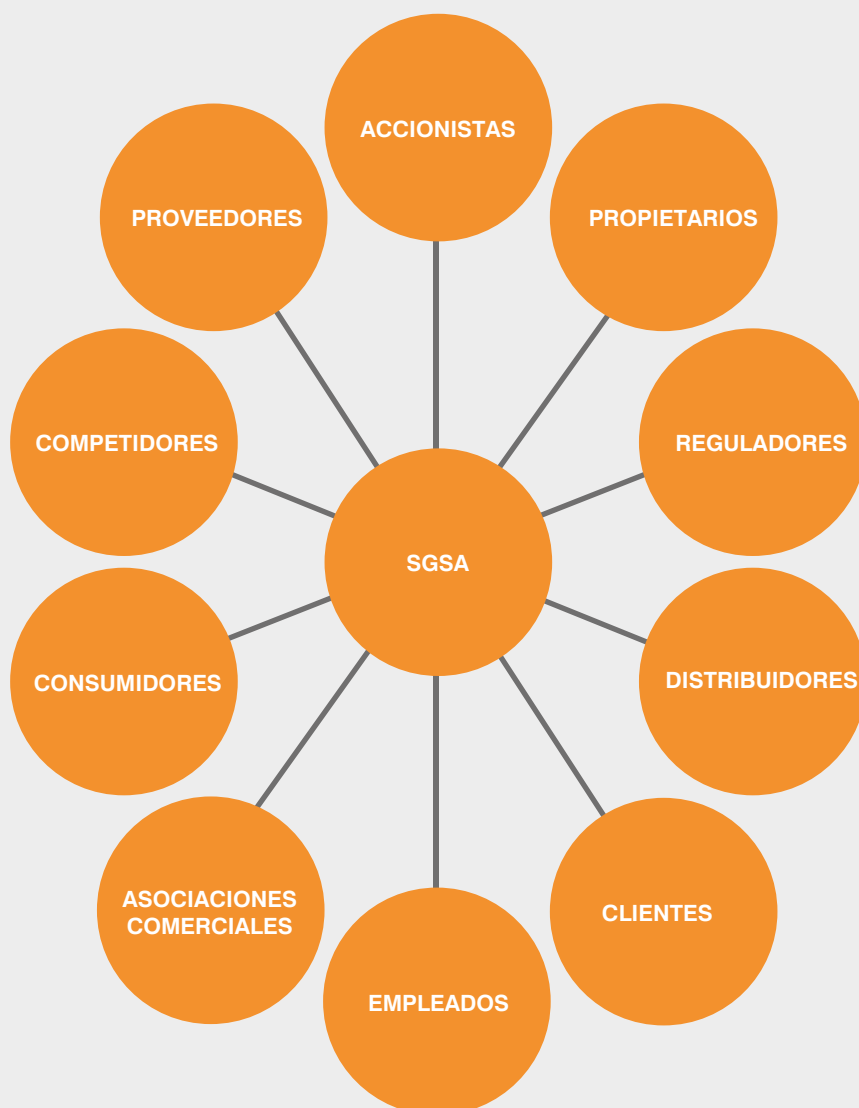 ACCIONISTAS
PROVEEDORES
PROPIETARIOS
COMPETIDORES
REGULADORES
SGSA
CONSUMIDORES
DISTRIBUIDORES
ASOCIACIONES
COMERCIALES
CLIENTES
EMPLEADOS